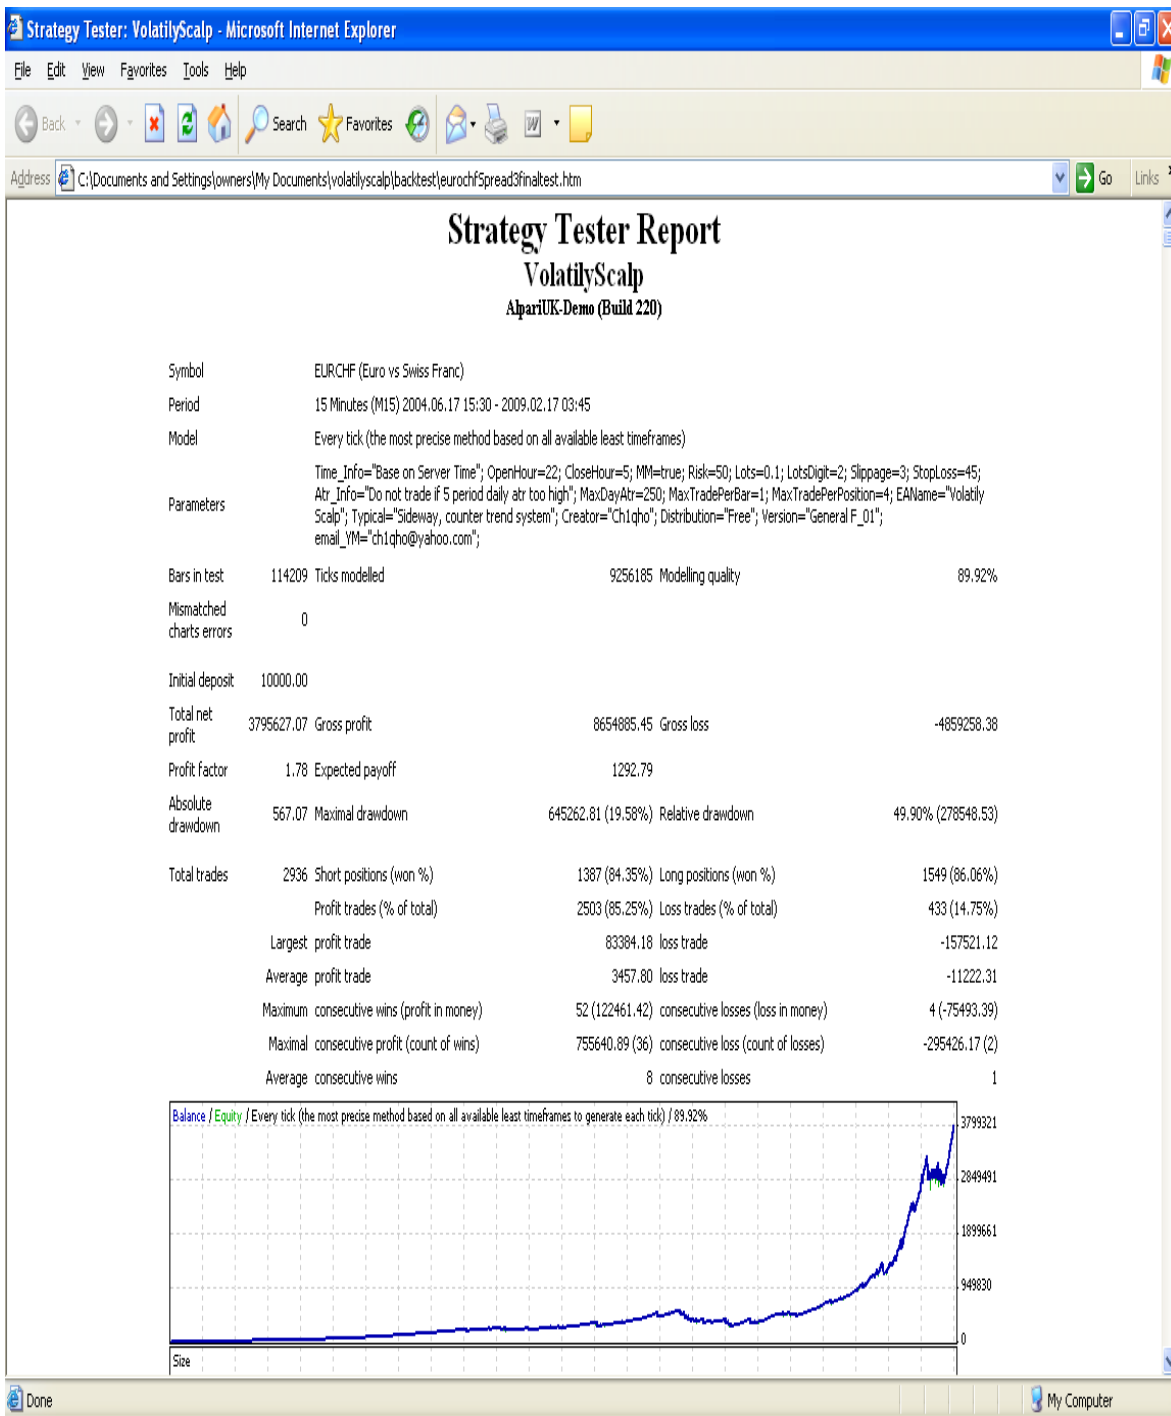 Strategy Tester: VolatilyScalp - Microsoft Internet Explorer
File Edit View Favorites Tools Help
Back Search Favorites
Address C:\Documents and Settings\owners\My Documents\volatilyscalp\backtest\eurochfSpread3finaltest.htm Go Links
Strategy Tester Report
VolatilyScalp
AlpariUK-Demo (Build 220)
Symbol EURCHF (Euro vs Swiss Franc)
Period 15 Minutes (M15) 2004.06.17 15:30 - 2009.02.17 03:45
Model Every tick (the most precise method based on all available least timeframes)
Parameters Time_Info="Base on Server Time"; OpenHour=22; CloseHour=5; MM=true; Risk=50; Lots=0.1; LotsDigit=2; Slippage=3; StopLoss=45;
Atr_Info="Do not trade if 5 period daily atr too high"; MaxDayAtr=250; MaxTradePerBar=1; MaxTradePerPosition=4; EAName="Volatily
Scalp"; Typical="Sideway, counter trend system"; Creator="Ch1qho"; Distribution="Free"; Version="General F_01";
email_YM="ch1qho@yahoo.com";
Bars in test 114209 Ticks modelled 9256185 Modelling quality 89.92%
Mismatched
charts errors 0
Initial deposit 10000.00
Total net
profit 3795627.07 Gross profit 8654885.45 Gross loss -4859258.38
Profit factor 1.78 Expected payoff 1292.79
Absolute
drawdown 567.07 Maximal drawdown 645262.81 (19.58%) Relative drawdown 49.90% (278548.53)
Total trades 2936 Short positions (won %) 1387 (84.35%) Long positions (won %) 1549 (86.06%)
Profit trades (% of total) 2503 (85.25%) Loss trades (% of total) 433 (14.75%)
Largest profit trade 83384.18 loss trade -157521.12
Average profit trade 3457.80 loss trade -11222.31
Maximum consecutive wins (profit in money) 52 (122461.42) consecutive losses (loss in money) 4 (-75493.39)
Maximal consecutive profit (count of wins) 755640.89 (36) consecutive loss (count of losses) -295426.17 (2)
Average consecutive wins 8 consecutive losses 1
Balance / Equity / Every tick (the most precise method based on all available least timeframes to generate each tick) / 89.92%
3799321
2849491
1899661
949830
0
Size
Done My Computer